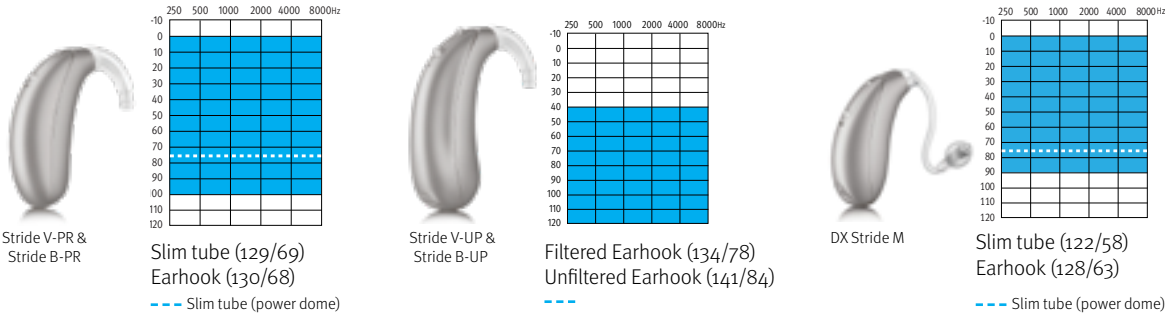 250 500 1000 2000 4000 8000Hz
-10
0
10
20
30
40
50
60
70
80
90
00
110
120
Stride V-PR &
Stride B-PR
Slim tube (129/69)
Earhook (130/68)
Slim tube (power dome)
250 500 1000 2000 4000 8000Hz
-10
0
10
20
30
40
50
60
70
80
90
100
110
120
Stride V-UP &
Stride B-UP
Filtered Earhook (134/78)
Unfiltered Earhook (141/84)
250 500 1000 2000 4000 8000Hz
-10
0
10
20
30
40
50
60
70
80
90
100
110
120
DX Stride M
Slim tube (122/58)
Earhook (128/63)
Slim tube (power dome)